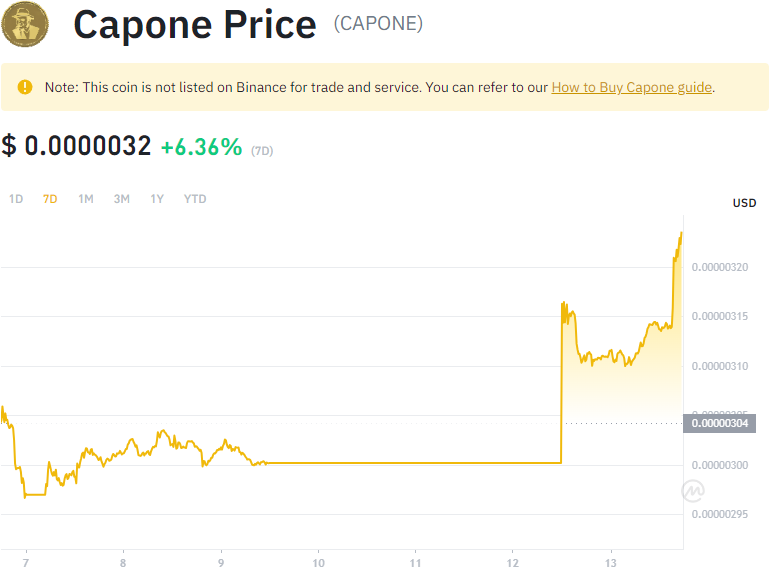 Capone Price (CAPONE)
Note: This coin is not listed on Binance for trade and service. You can refer to our How to Buy Capone guide.
$ 0.0000032 +6.36% (7D)
1D 7D 1M 3M 1Y YTD
USD
0.00000320
0.00000315
0.00000310
0.00000305
0.00000304
0.00000300
0.00000295
7 8 9 10 11 12 13